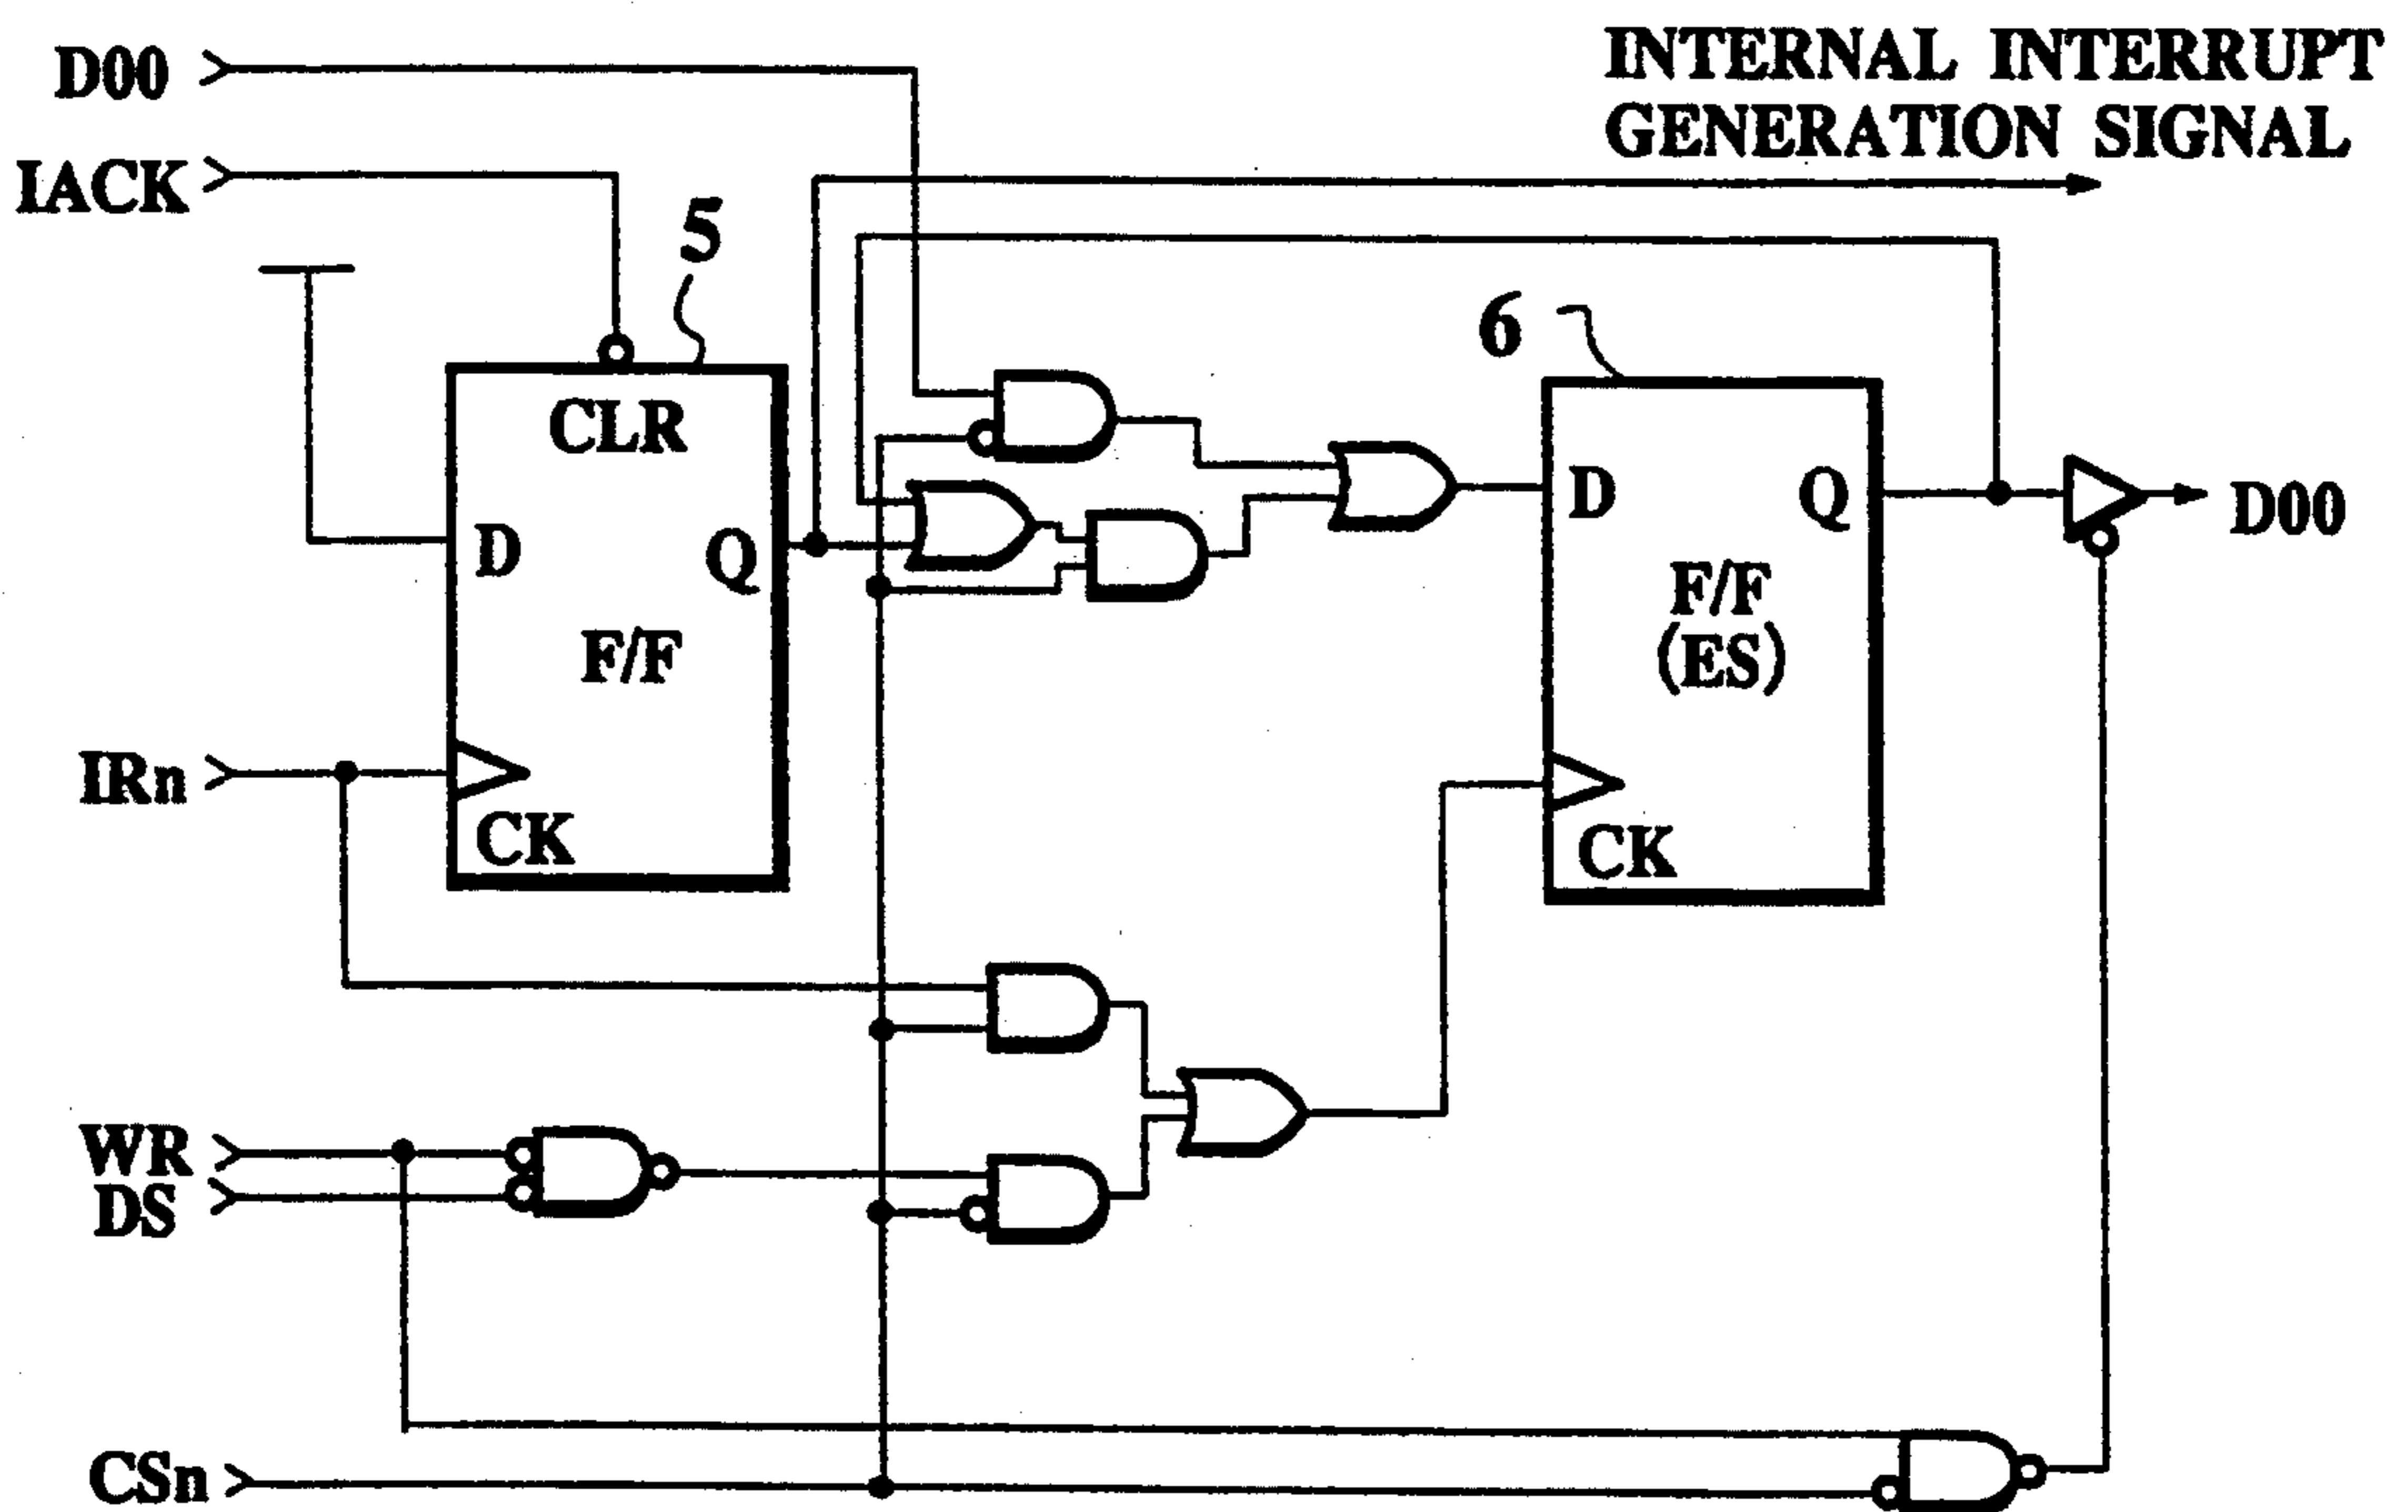 D00
INTERNAL INTERRUPT
GENERATION SIGNAL
IACK
5
6
CLR
D
Q
F/F
CK
D
Q
F/F
(ES)
CK
D00
IRn
WR
DS
CSn